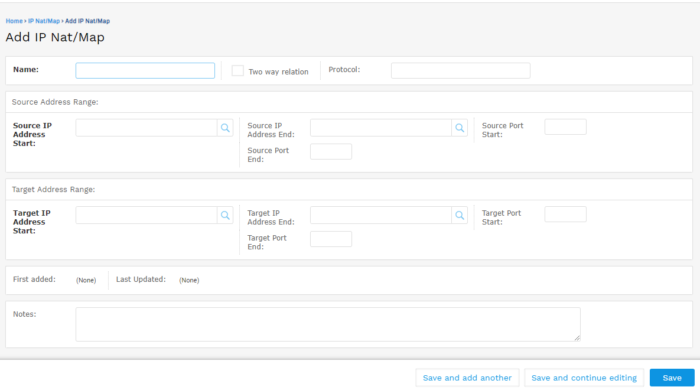 Home › IP Nat/Map › Add IP Nat/Map
Add IP Nat/Map
Name:
Two way relation
Protocol:
Source Address Range:
Source IP
Address
Start:
Source IP
Address End:
Source Port
Start:
Source Port
End:
Target Address Range:
Target IP
Address
Start:
Target IP
Address End:
Target Port
Start:
Target Port
End:
First added: (None) Last Updated: (None)
Notes:
Save and add another Save and continue editing Save